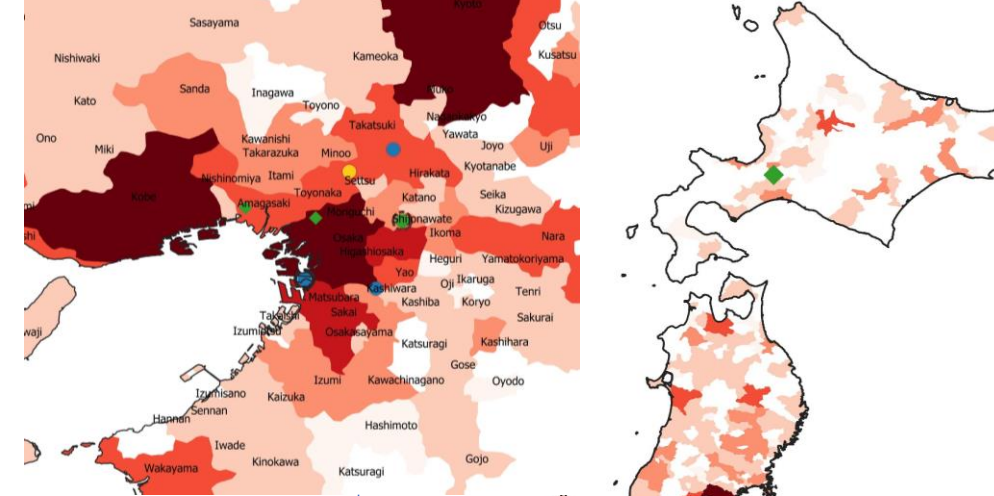 Kyoto
Sasayama
Otsu
Kameoka
Kusatsu
Nishiwaki
Sanda
Inagawa
Muko
Kato
Toyono
Nagaokakyo
Takatsuki
Yawata
Ono
Kawanishi
Joyo
Uji
Miki
Takarazuka
Minoo
Kyotanabe
Nishinomiya
Itami
Settsu
Hirakata
Kobe
Toyonaka
Katano
Seika
Amagasaki
Moriguchi
Kizugawa
Shijonawate
hi
Osaka
Ikoma
Nara
Higashiosaka
Heguri
Yamatokoriyama
Yao
Oji
Ikaruga
Kashiwara
Tenri
Matsubara
Kashiba
Koryo
Takaishi
Sakai
Sakurai
waji
Izumiotsu
Osakasayama
Katsuragi
Kashihara
Gose
Izumi
Kawachinagano
Oyodo
Izumisano
Kaizuka
Sennan
Hannan
Hashimoto
Iwade
Wakayama
Kinokawa
Gojo
Katsuragi